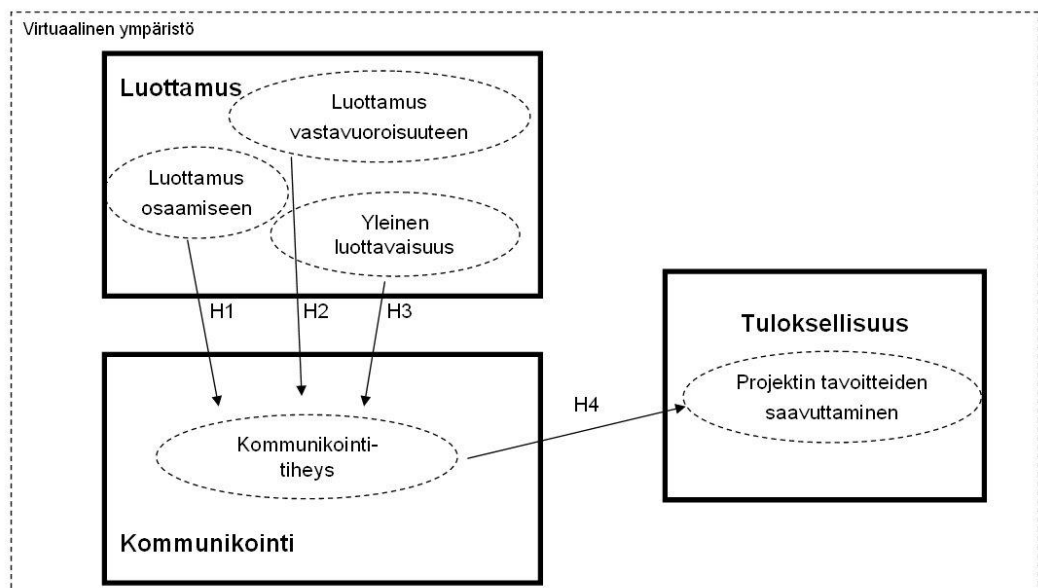 Virtuaalinen ympäristö
Luottamus
Luottamus
vastavuoroisuuteen
Luottamus
osaamiseen
Yleinen
luottavaisuus
H1
H2
H3
Tuloksellisuus
Projektin tavoitteiden
saavuttaminen
H4
Kommunikointi-
tiheys
Kommunikointi